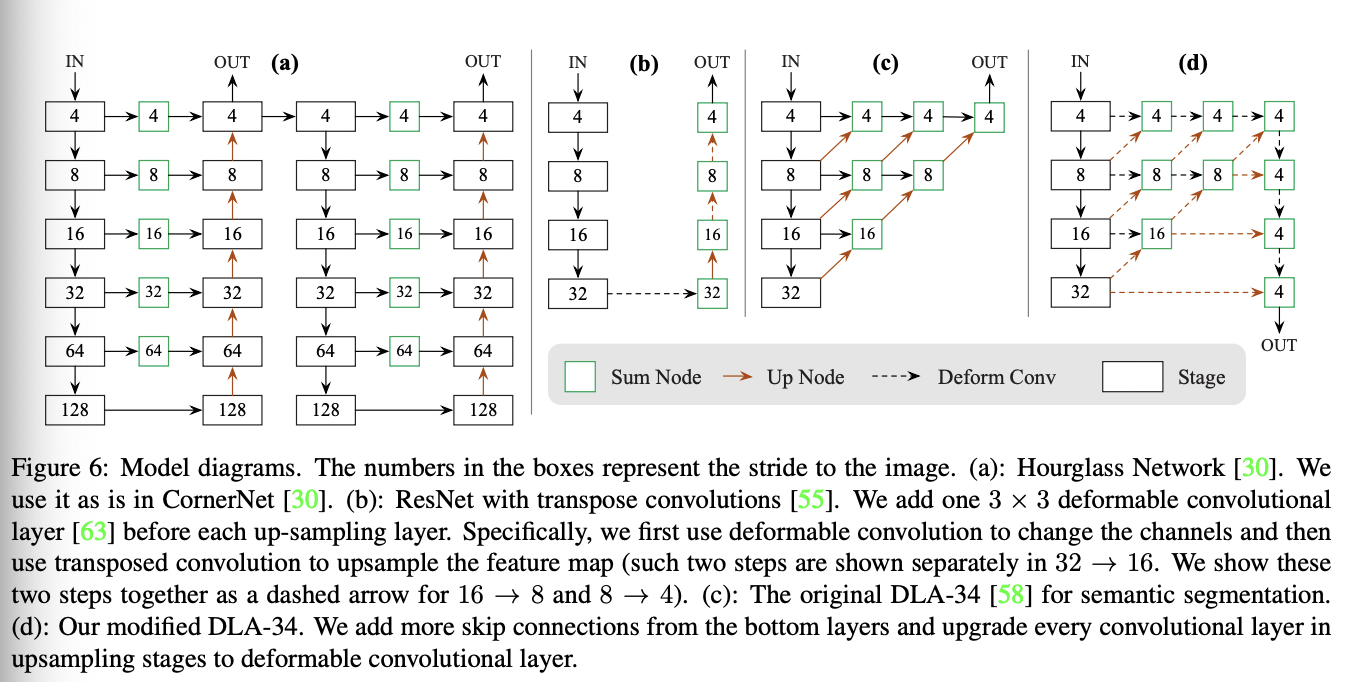 IN OUT (a) OUT IN (b) OUT IN (c) OUT IN (d)
4 4 4 4 4 4 4 4 4 4 4 4 4 4 4 4
8 8 8 8 8 8 8 8 8 8 8 8 8 8 4
16 16 16 16 16 16 16 16 16 16 16 16 4
32 32 32 32 32 32 32 32 32 32 4
64 64 64 64 64 64 OUT
Sum Node Up Node Deform Conv Stage
128 128 128 128
Figure 6: Model diagrams. The numbers in the boxes represent the stride to the image. (a): Hourglass Network [30]. We
use it as is in CornerNet [30]. (b): ResNet with transpose convolutions [55]. We add one 3 × 3 deformable convolutional
layer [63] before each up-sampling layer. Specifically, we first use deformable convolution to change the channels and then
use transposed convolution to upsample the feature map (such two steps are shown separately in 32 → 16. We show these
two steps together as a dashed arrow for 16 → 8 and 8 → 4). (c): The original DLA-34 [58] for semantic segmentation.
(d): Our modified DLA-34. We add more skip connections from the bottom layers and upgrade every convolutional layer in
upsampling stages to deformable convolutional layer.